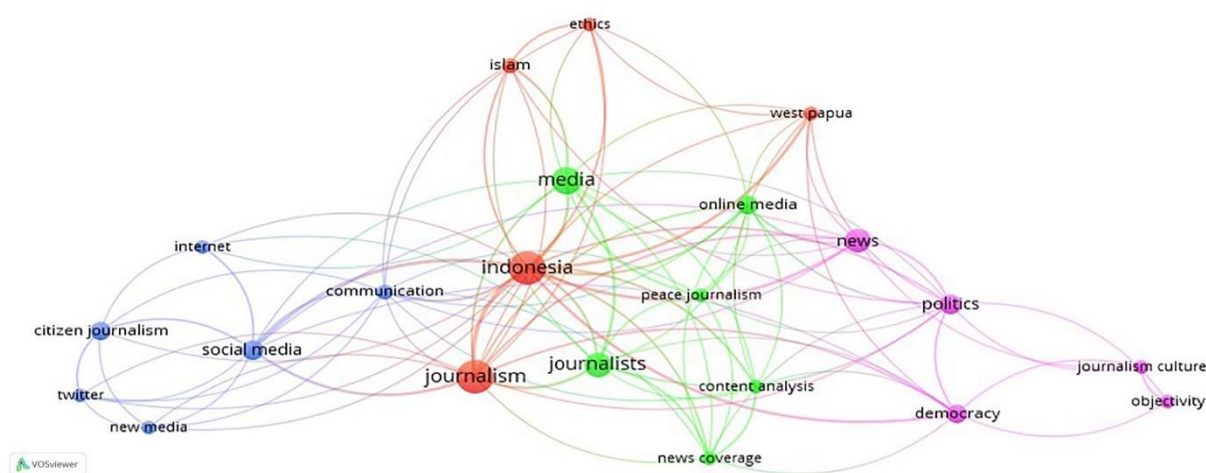 ethics
islam
west papua
media
online media
news
internet
indonesia
communication
peace journalism
politics
citizen journalism
social media
journalists
journalism
content analysis
journalism culture
twitter
objectivity
democracy
new media
news coverage
VOSviewer